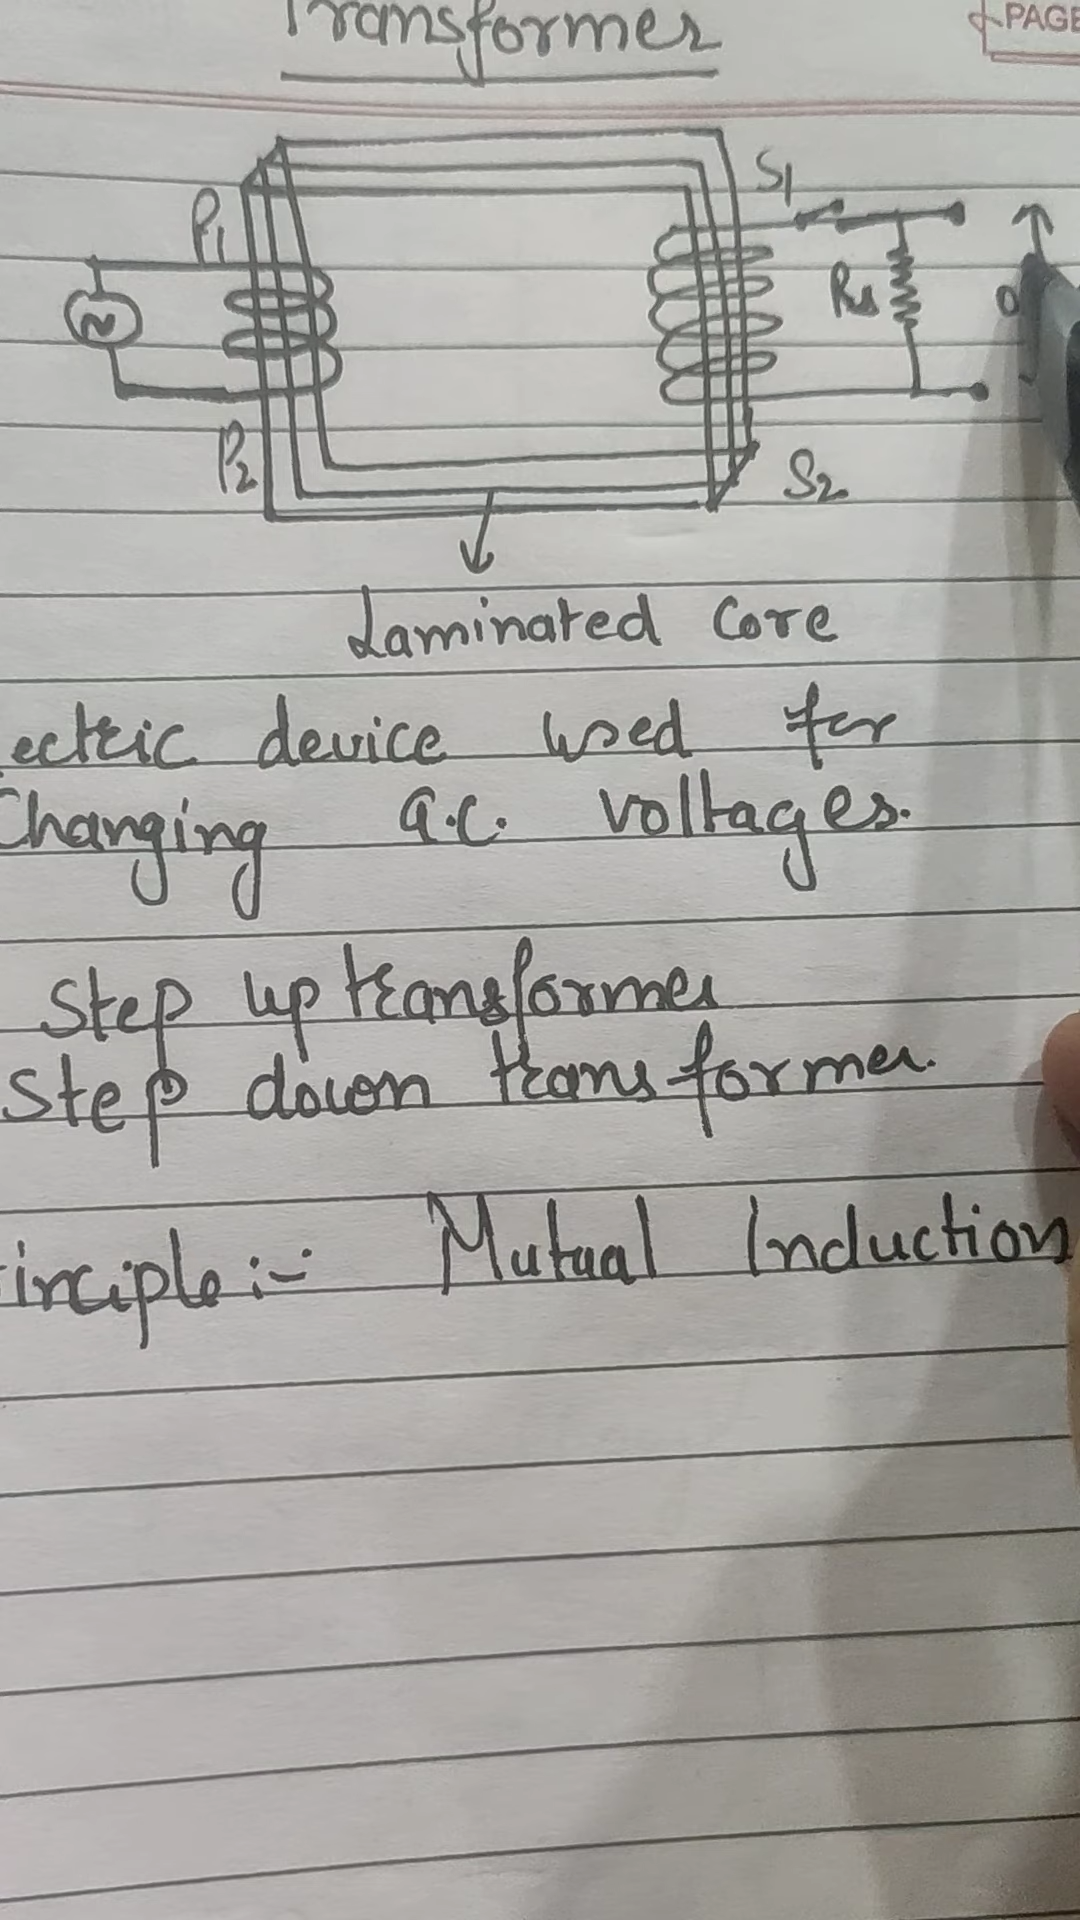 Transformer
PAGE
P1
S1
Rs
P2
S2
Laminated Core
ectric device used for
Changing a.c. voltages.
Step up transformer
Step down transformer.
inciple :- Mutual Induction